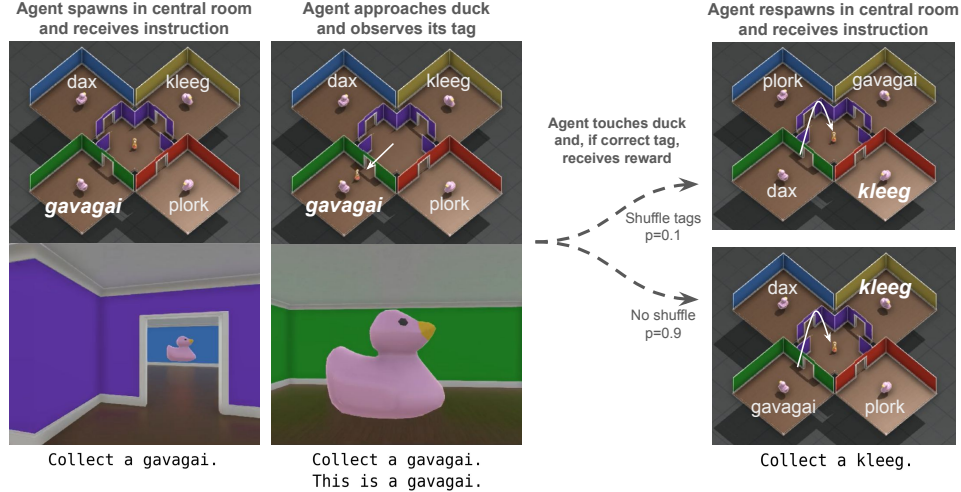 Agent spawns in central room
and receives instruction
dax
kleeg
gavagai
plork
Collect a gavagai.
Agent approaches duck
and observes its tag
dax
kleeg
gavagai
plork
Collect a gavagai.
This is a gavagai.
Agent touches duck
and, if correct tag,
receives reward
Shuffle tags
p=0.1
No shuffle
p=0.9
Agent respawns in central room
and receives instruction
plork
gavagai
dax
kleeg
dax
kleeg
gavagai
plork
Collect a kleeg.